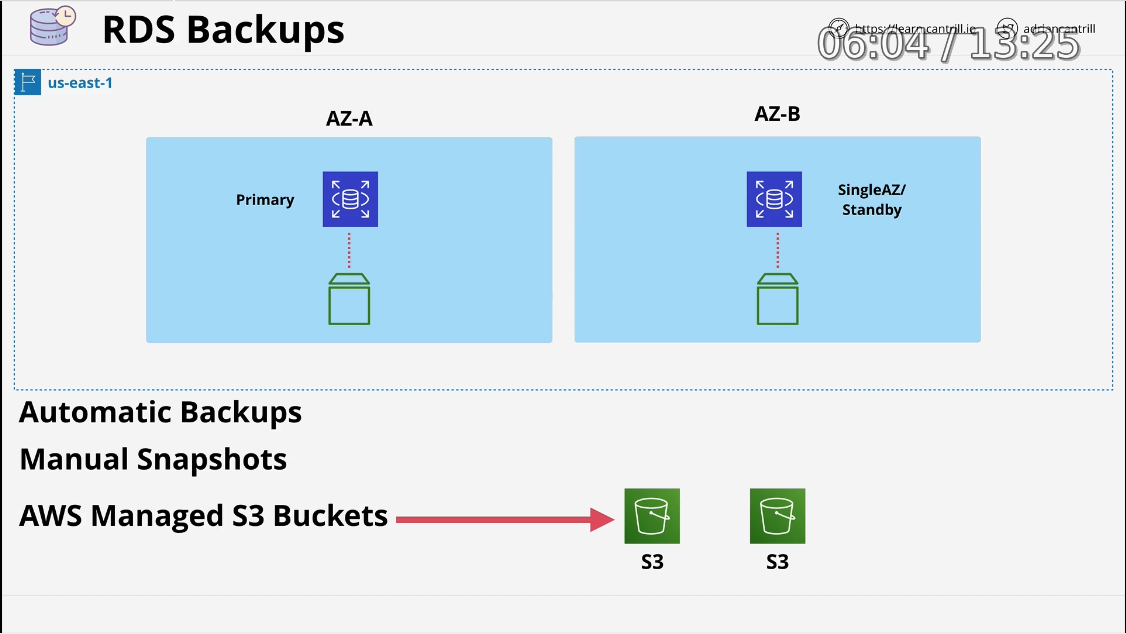 RDS Backups
https://learn.cantrill.io
adriancantrill
06:04 / 13:25
us-east-1
AZ-A
AZ-B
Primary
SingleAZ/
Standby
Automatic Backups
Manual Snapshots
AWS Managed S3 Buckets
S3
S3